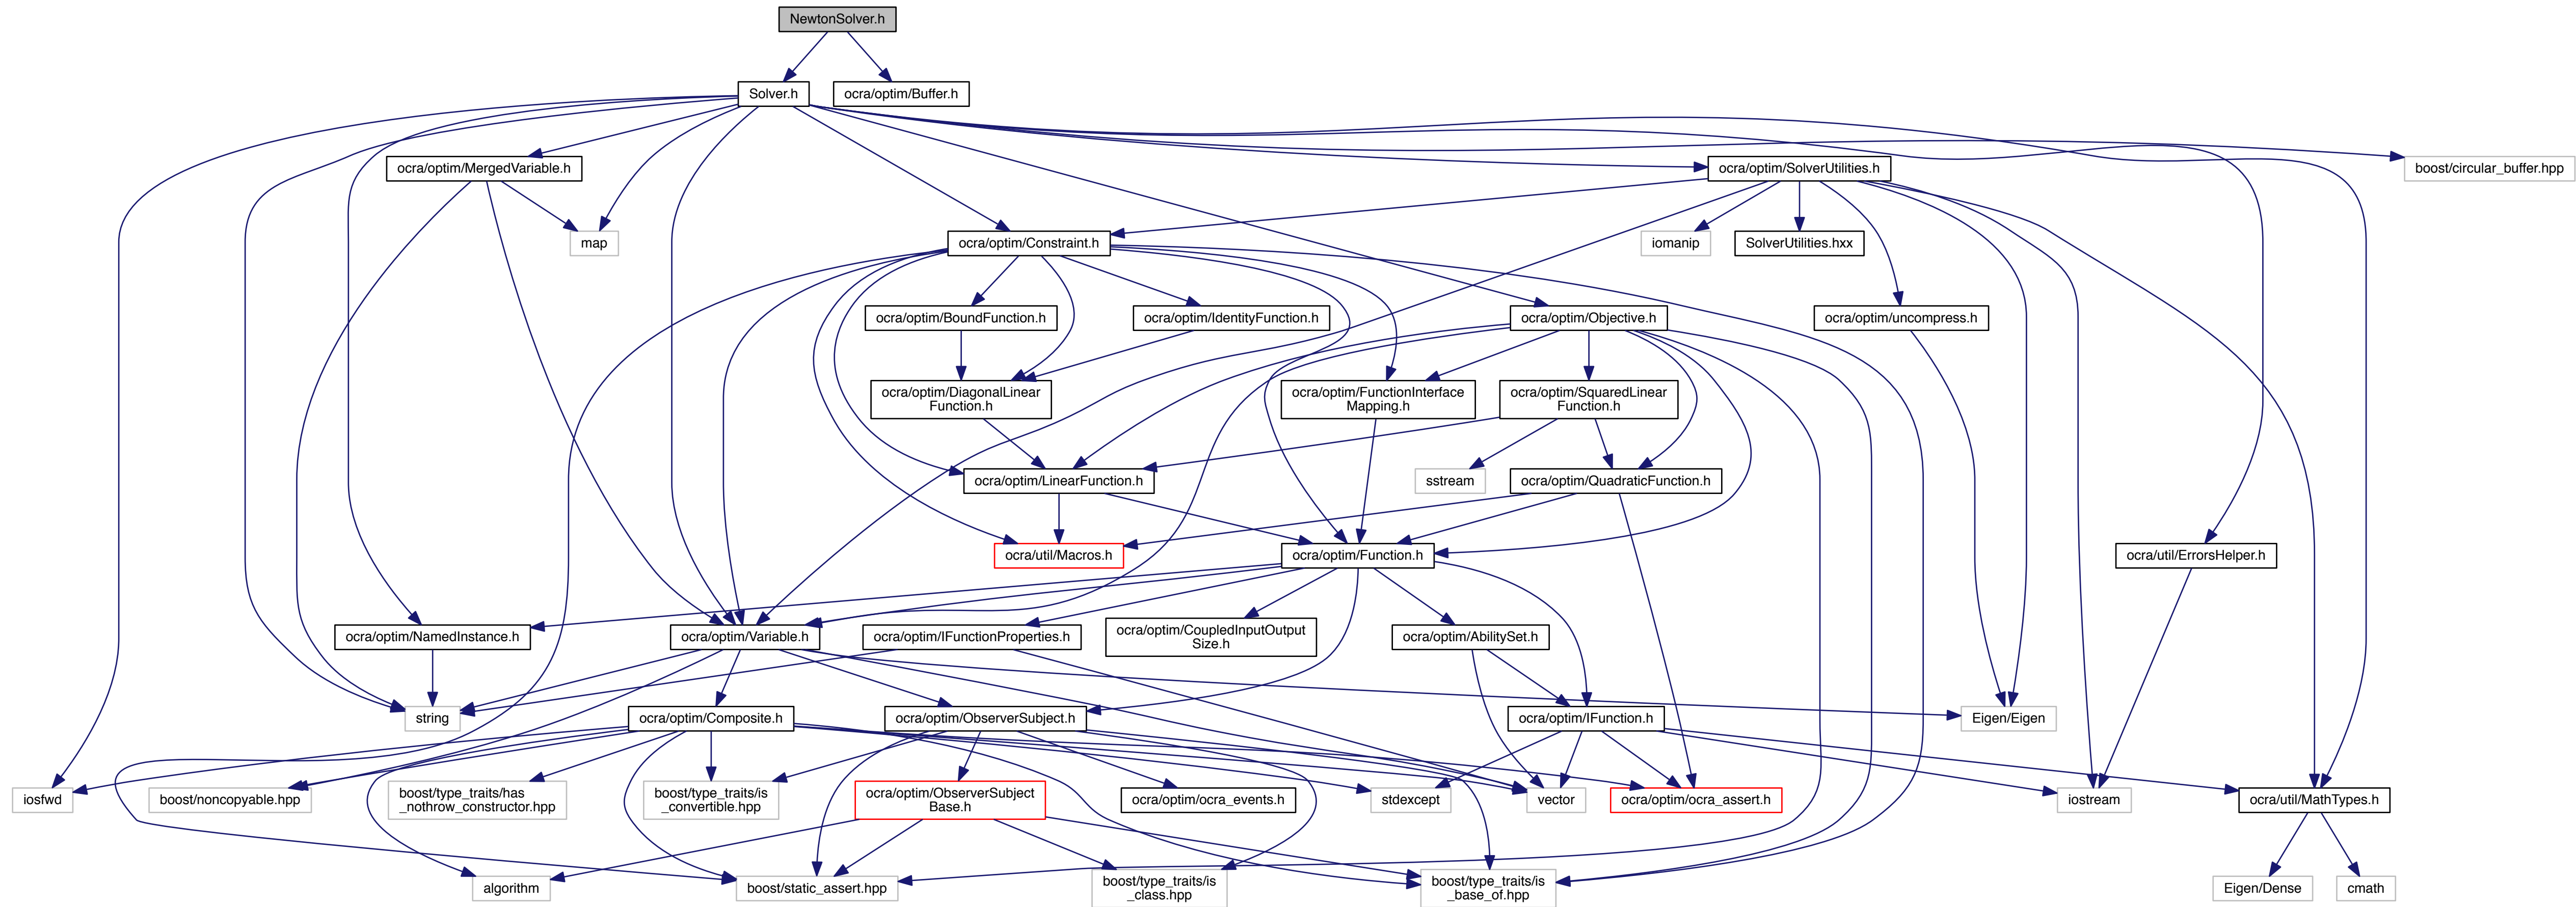 NewtonSolver.h
Solver.h
ocra/optim/Buffer.h
ocra/optim/MergedVariable.h
ocra/optim/SolverUtilities.h
boost/circular_buffer.hpp
map
ocra/optim/Constraint.h
iomanip
SolverUtilities.hxx
ocra/optim/BoundFunction.h
ocra/optim/IdentityFunction.h
ocra/optim/Objective.h
ocra/optim/uncompress.h
ocra/optim/DiagonalLinear
Function.h
ocra/optim/FunctionInterface
Mapping.h
ocra/optim/SquaredLinear
Function.h
ocra/optim/LinearFunction.h
sstream
ocra/optim/QuadraticFunction.h
ocra/util/Macros.h
ocra/optim/Function.h
ocra/util/ErrorsHelper.h
ocra/optim/NamedInstance.h
ocra/optim/Variable.h
ocra/optim/IFunctionProperties.h
ocra/optim/CoupledInputOutput
Size.h
ocra/optim/AbilitySet.h
string
ocra/optim/Composite.h
ocra/optim/ObserverSubject.h
ocra/optim/IFunction.h
Eigen/Eigen
iosfwd
boost/noncopyable.hpp
boost/type_traits/has
_nothrow_constructor.hpp
boost/type_traits/is
_convertible.hpp
ocra/optim/ObserverSubject
Base.h
ocra/optim/ocra_events.h
stdexcept
vector
ocra/optim/ocra_assert.h
iostream
ocra/util/MathTypes.h
algorithm
boost/static_assert.hpp
boost/type_traits/is
_class.hpp
boost/type_traits/is
_base_of.hpp
Eigen/Dense
cmath